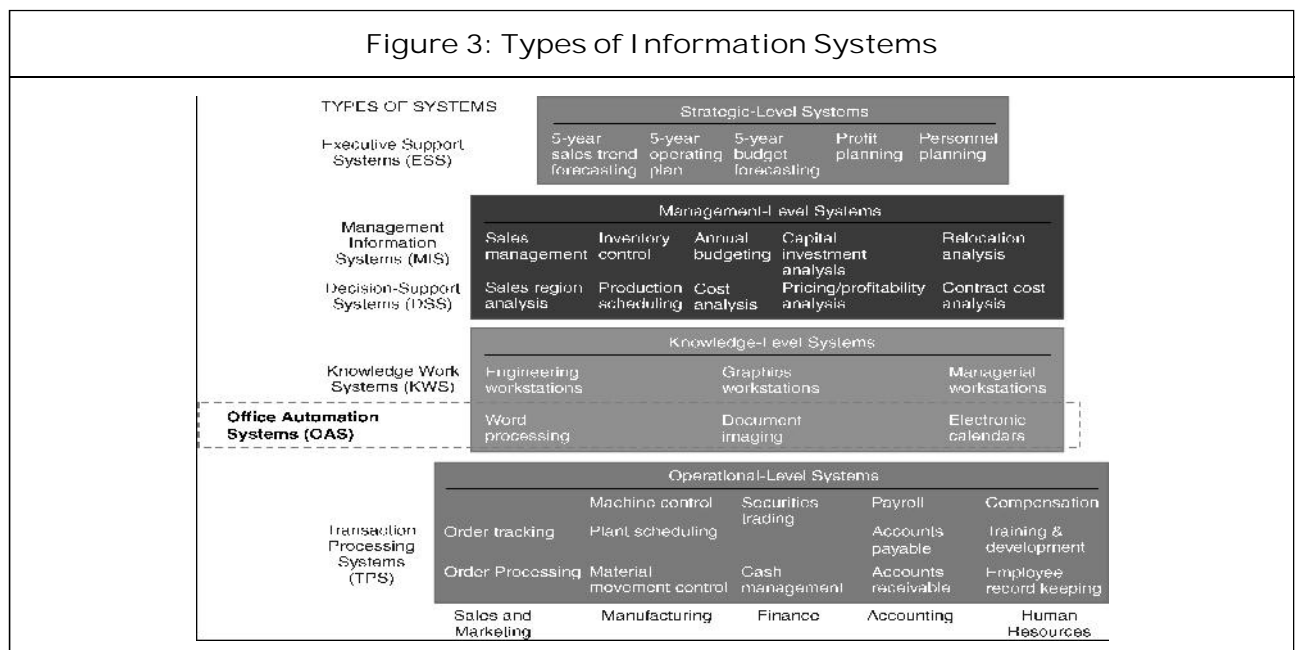 Figure 3: Types of Information Systems
TYPES OF SYSTEMS
Strategic-Level Systems
Executive Support
Systems (ESS)
5-year
sales trend
forecasting
5-year
operating
plan
5-year
budget
forecasting
Profit
planning
Personnel
planning
Management-Level Systems
Management
Information
Systems (MIS)
Sales
management
Inventory
control
Annual
budgeting
Capital
investment
analysis
Relocation
analysis
Decision-Support
Systems (DSS)
Sales region
analysis
Production
scheduling
Cost
analysis
Pricing/profitability
analysis
Contract cost
analysis
Knowledge-Level Systems
Knowledge Work
Systems (KWS)
Engineering
workstations
Graphics
workstations
Managerial
workstations
Office Automation
Systems (OAS)
Word
processing
Document
imaging
Electronic
calendars
Operational-Level Systems
Transaction
Processing
Systems
(TPS)
Machine control
Securities
trading
Payroll
Compensation
Order tracking
Plant scheduling
Accounts
payable
Training &
development
Order Processing
Material
movement control
Cash
management
Accounts
receivable
Employee
record keeping
Sales and
Marketing
Manufacturing
Finance
Accounting
Human
Resources